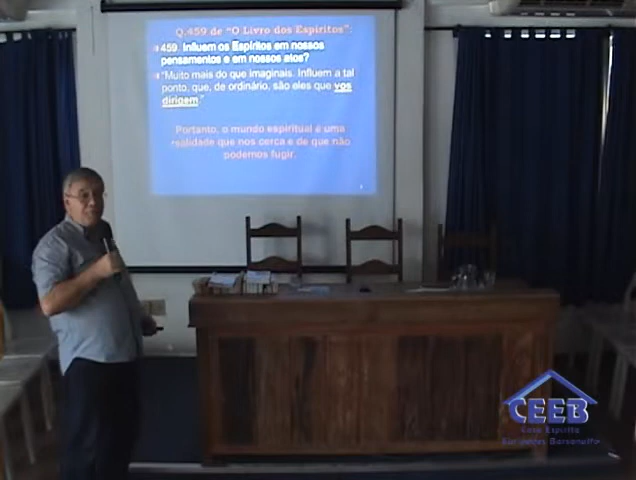 Q.459 de "O Livro dos Espíritos":
459. Influem os Espíritos em nossos
pensamentos e em nossos atos?
"Muito mais do que imaginais. Influem a tal
ponto, que, de ordinário, são eles que vos
dirigem."
Portanto, o mundo espiritual é uma
realidade que nos cerca e de que não
podemos fugir.
CEEB
Casa Espírita
Eurípedes Barsanulfo